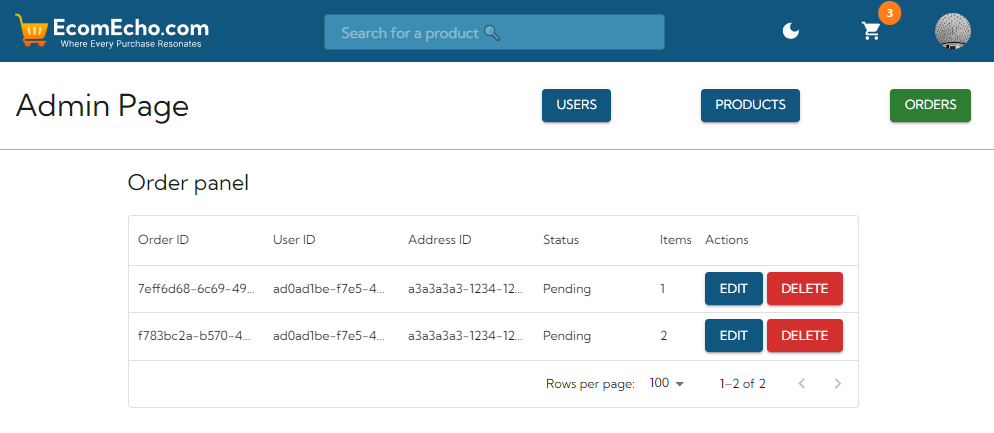 EcomEcho.com
Where Every Purchase Resonates
Search for a product
3
Admin Page
USERS
PRODUCTS
ORDERS
Order panel
Order ID User ID Address ID Status Items Actions
7eff6d68-6c69-49... ad0ad1be-f7e5-4... a3a3a3a3-1234-12... Pending 1 EDIT DELETE
f783bc2a-b570-4... ad0ad1be-f7e5-4... a3a3a3a3-1234-12... Pending 2 EDIT DELETE
Rows per page: 100 1–2 of 2